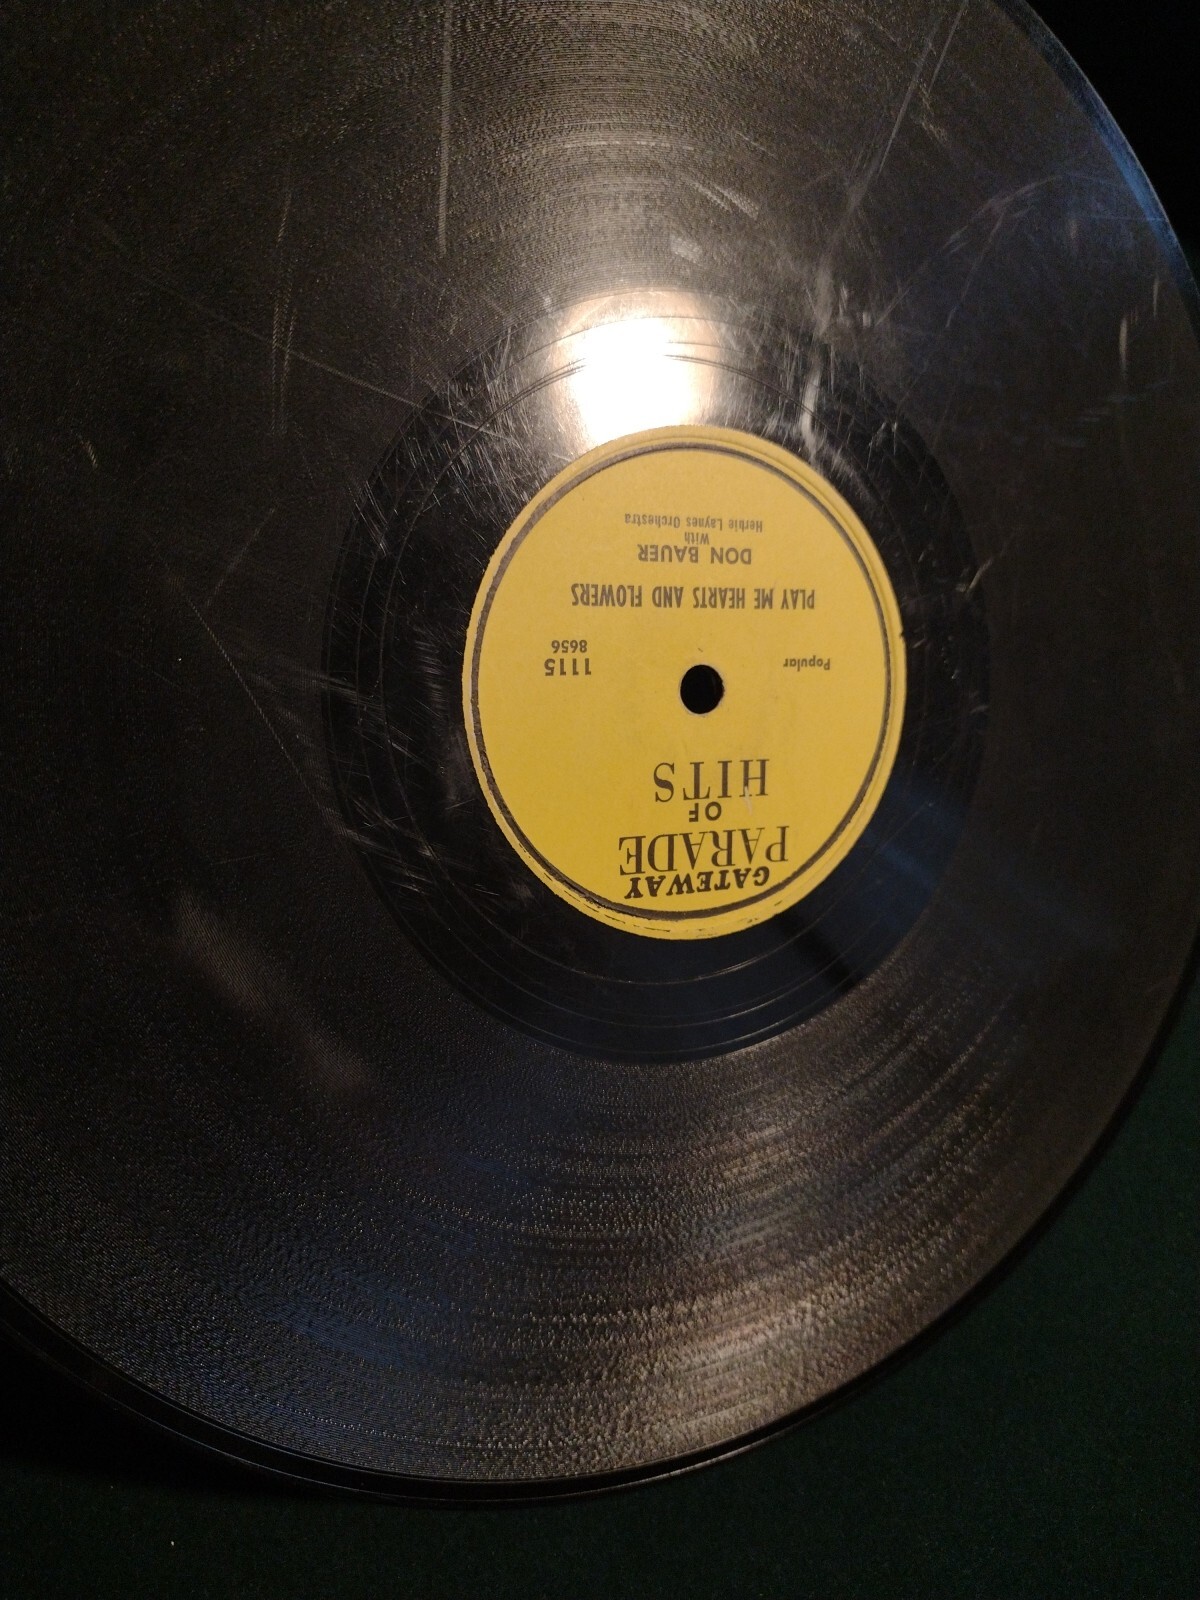 GATEWAY
PARADE
OF
HITS
Popular
1115
8656
PLAY ME HEARTS AND FLOWERS
DON BAUER
With
Herbie Laynes Orchestra